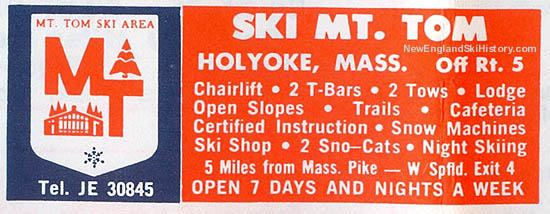 MT. TOM SKI AREA
MT
Tel. JE 30845
SKI MT. TOM
NewEnglandSkiHistory.com
HOLYOKE, MASS. Off Rt. 5
Chairlift • 2 T-Bars • 2 Tows • Lodge
Open Slopes • Trails • Cafeteria
Certified Instruction • Snow Machines
Ski Shop • 2 Sno-Cats • Night Skiing
5 Miles from Mass. Pike — W/Spfld. Exit 4
OPEN 7 DAYS AND NIGHTS A WEEK